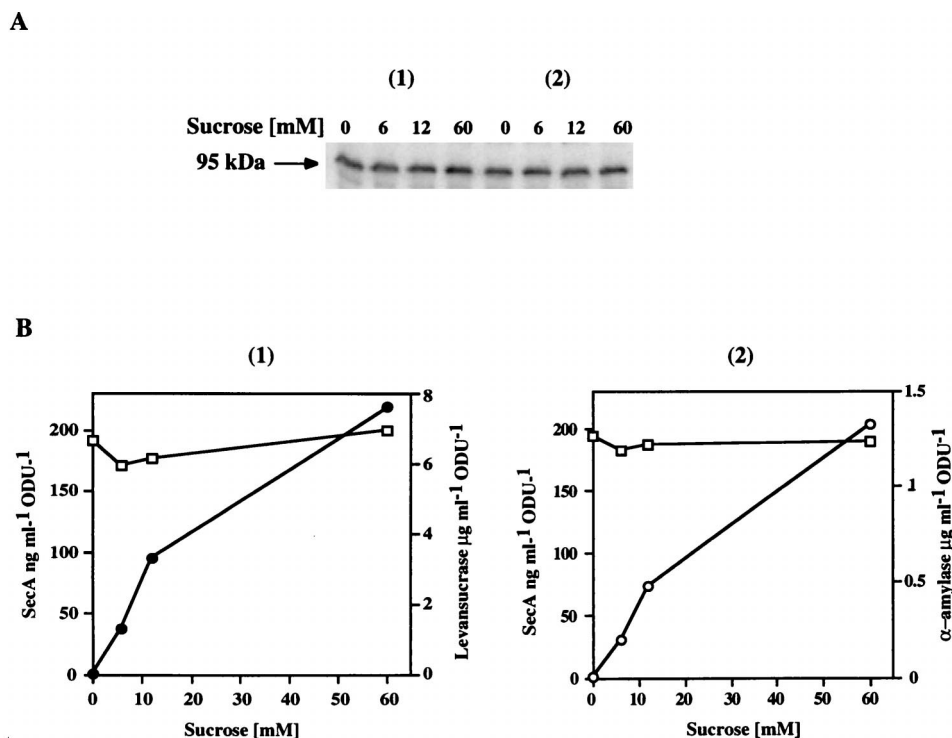 A
(1) (2)
Sucrose [mM] 0 6 12 60 0 6 12 60
95 kDa
B
(1)
SecA ng ml-1 ODU-1
200
150
100
50
0
8
6
4
2
0
Levansucrase µg ml-1 ODU-1
0 10 20 30 40 50 60
Sucrose [mM]
(2)
SecA ng ml-1 ODU-1
200
150
100
50
0
1.5
1
0.5
0
α–amylase µg ml-1 ODU-1
0 10 20 30 40 50 60
Sucrose [mM]